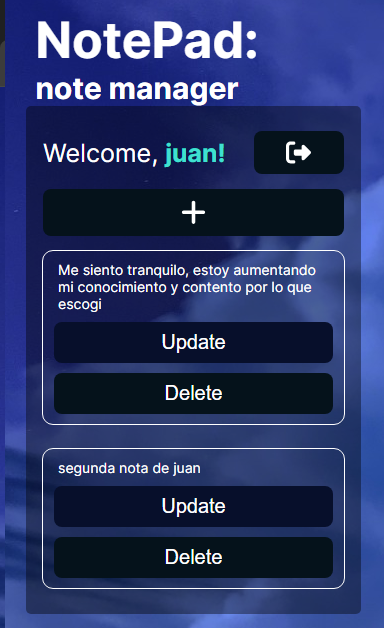 NotePad:
note manager
Welcome, juan!
Me siento tranquilo, estoy aumentando
mi conocimiento y contento por lo que
escogi
Update
Delete
segunda nota de juan
Update
Delete